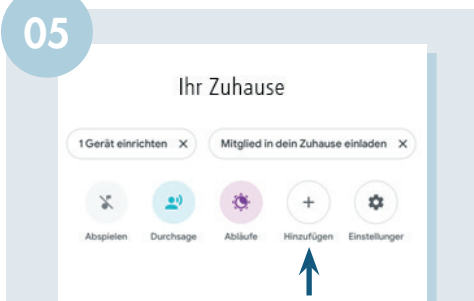 05
Ihr Zuhause
1 Gerät einrichten X
Mitglied in dein Zuhause einladen X
Abspielen
Durchsage
Abläufe
Hinzufügen
Einstellungen